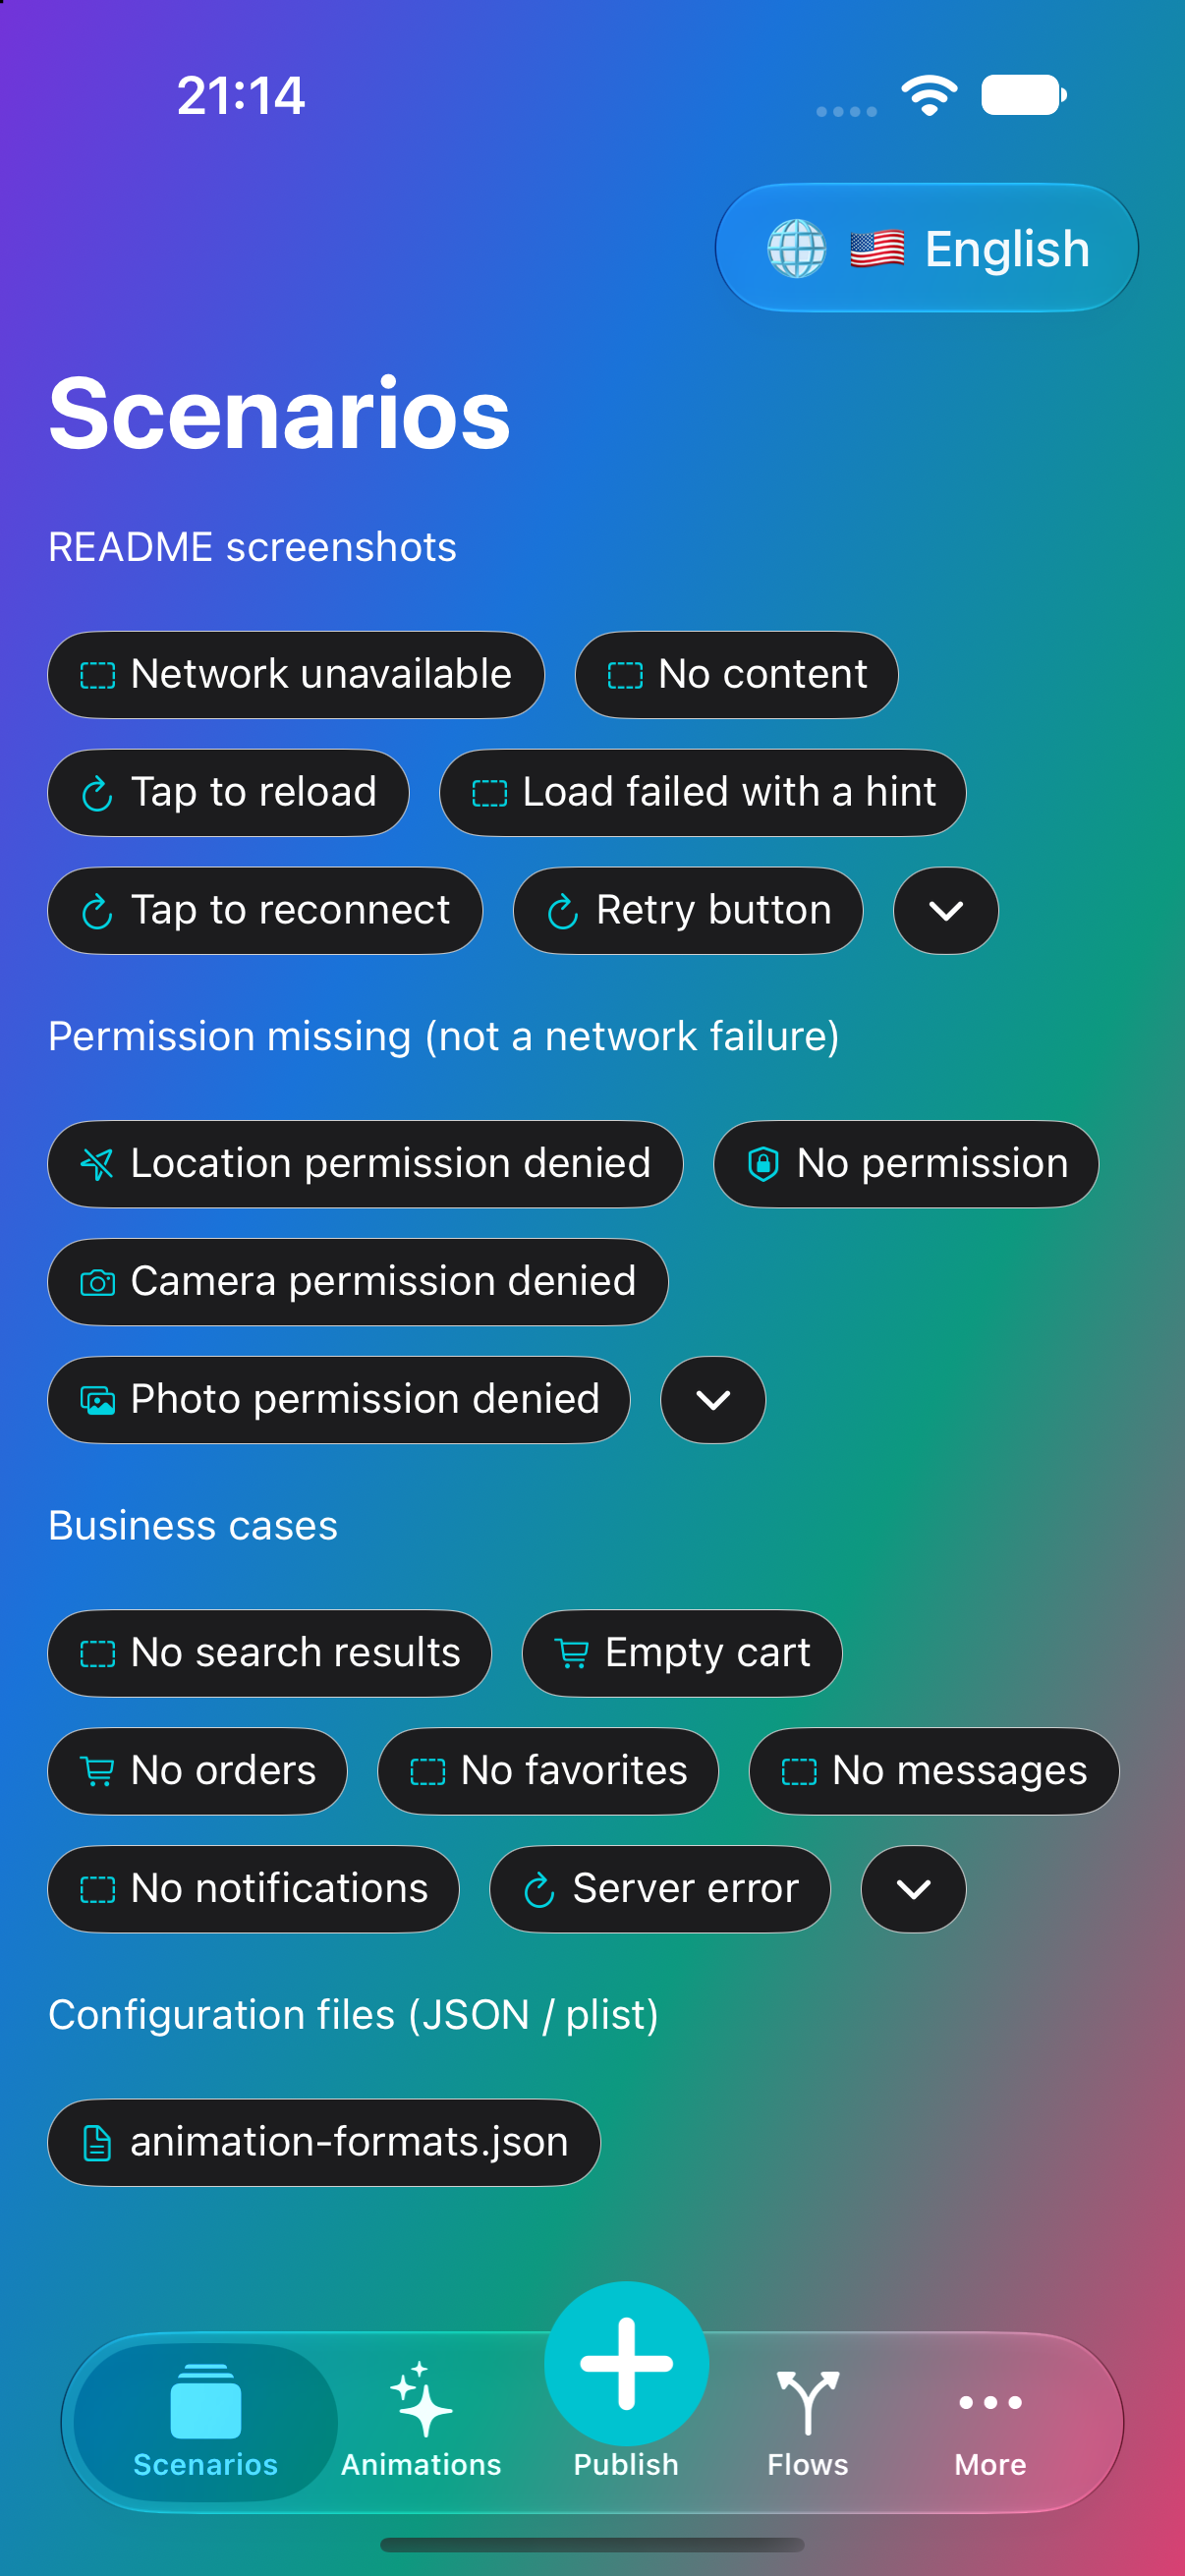 21:14
English
Scenarios
README screenshots
Network unavailable
No content
Tap to reload
Load failed with a hint
Tap to reconnect
Retry button
Permission missing (not a network failure)
Location permission denied
No permission
Camera permission denied
Photo permission denied
Business cases
No search results
Empty cart
No orders
No favorites
No messages
No notifications
Server error
Configuration files (JSON / plist)
animation-formats.json
Scenarios
Animations
Publish
Flows
More